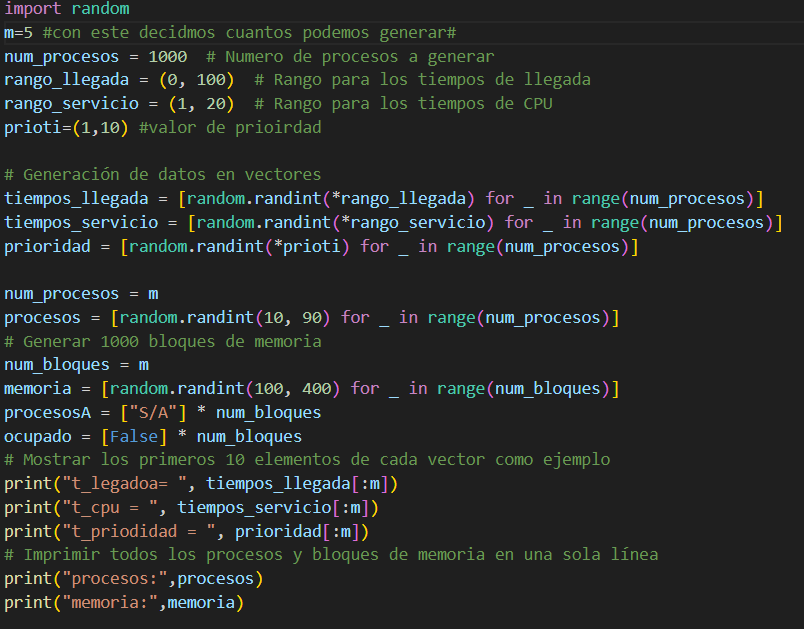 import random
m=5 #con este decidmos cuantos podemos generar#
num_procesos = 1000  # Numero de procesos a generar
rango_llegada = (0, 100)  # Rango para los tiempos de llegada
rango_servicio = (1, 20)  # Rango para los tiempos de CPU
prioti=(1,10) #valor de prioirdad
# Generación de datos en vectores
tiempos_llegada = [random.randint(*rango_llegada) for _ in range(num_procesos)]
tiempos_servicio = [random.randint(*rango_servicio) for _ in range(num_procesos)]
prioridad = [random.randint(*prioti) for _ in range(num_procesos)]
num_procesos = m
procesos = [random.randint(10, 90) for _ in range(num_procesos)]
# Generar 1000 bloques de memoria
num_bloques = m
memoria = [random.randint(100, 400) for _ in range(num_bloques)]
procesosA = ["S/A"] * num_bloques
ocupado = [False] * num_bloques
# Mostrar los primeros 10 elementos de cada vector como ejemplo
print("t_legadoa= ", tiempos_llegada[:m])
print("t_cpu = ", tiempos_servicio[:m])
print("t_priodidad = ", prioridad[:m])
# Imprimir todos los procesos y bloques de memoria en una sola línea
print("procesos:",procesos)
print("memoria:",memoria)